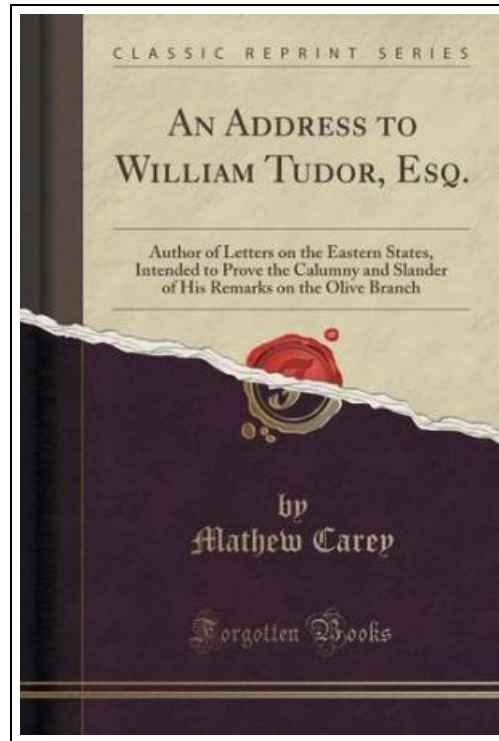 CLASSIC REPRINT SERIES
AN ADDRESS TO
WILLIAM TUDOR, ESQ.
Author of Letters on the Eastern States,
Intended to Prove the Calumny and Slander
of His Remarks on the Olive Branch
by
Mathew Carey
Forgotten Books